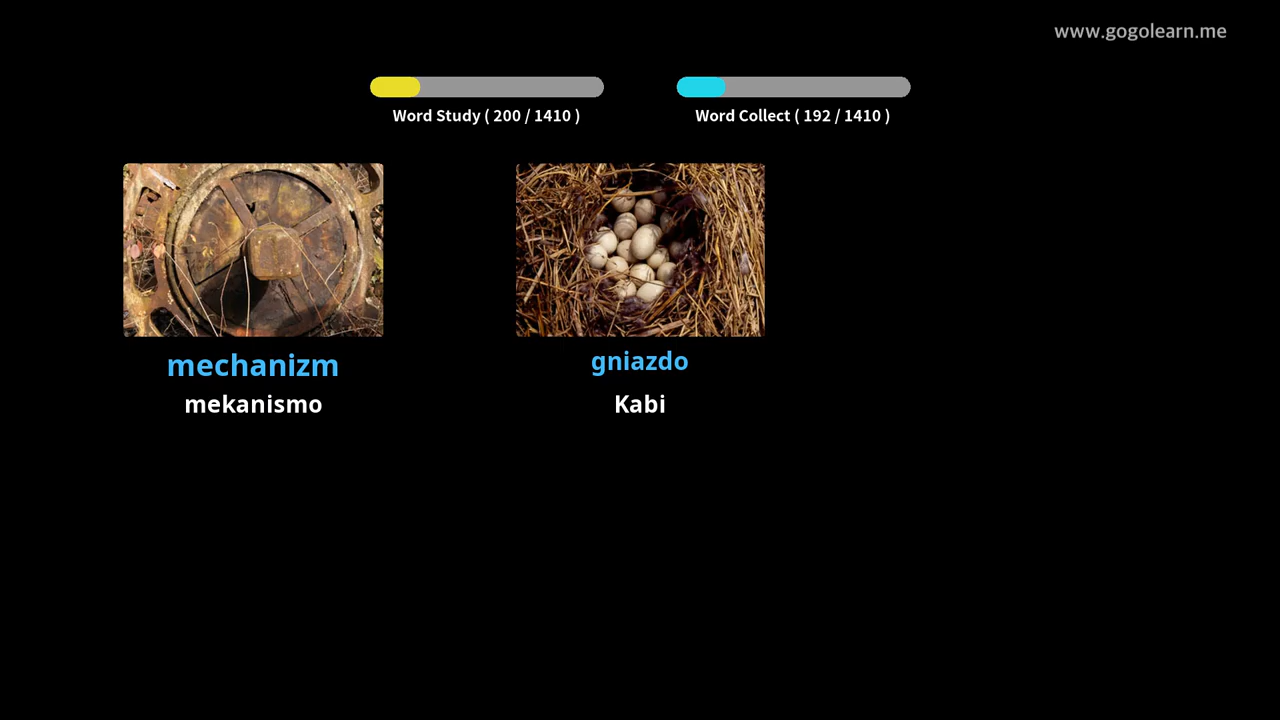 www.gogolearn.me
Word Study ( 200 / 1410 )
Word Collect ( 192 / 1410 )
mechanizm
mekanismo
gniazdo
Kabi